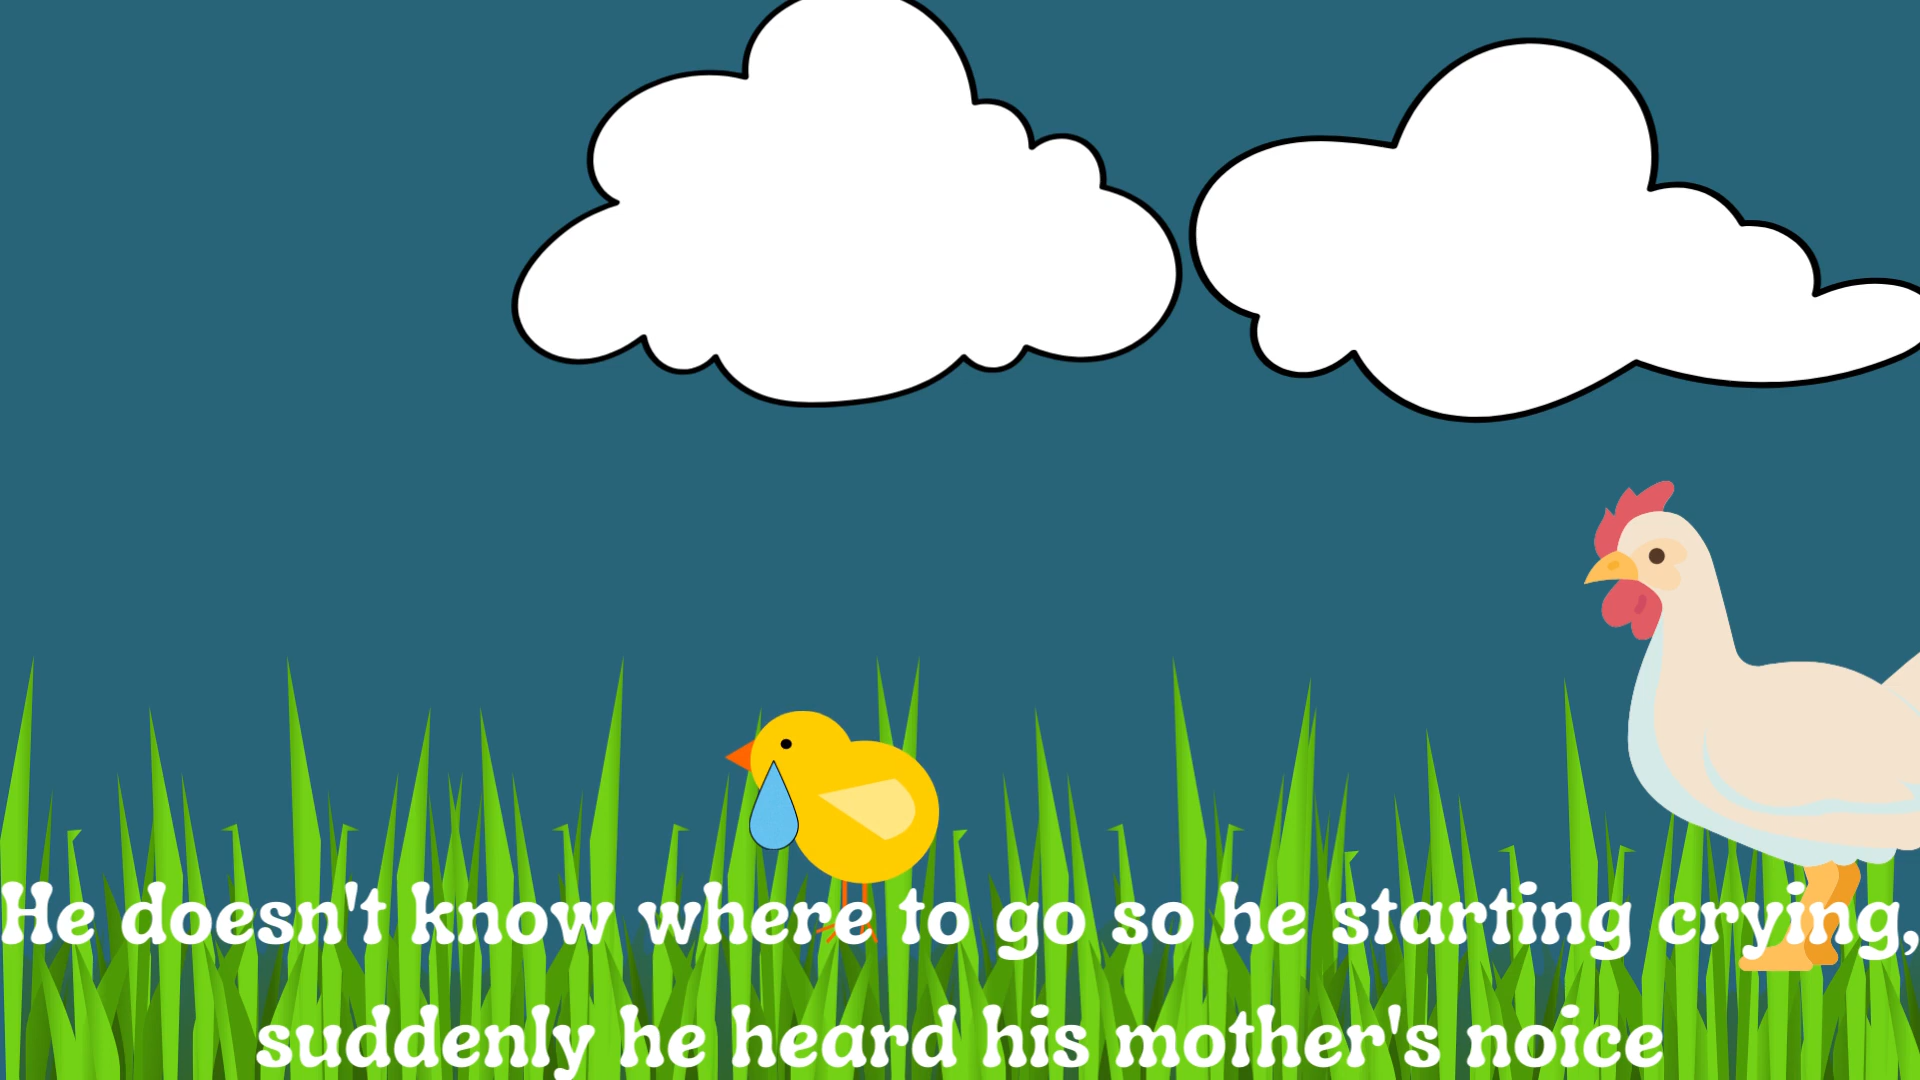 He doesn't know where to go so he starting crying,
suddenly he heard his mother's noice